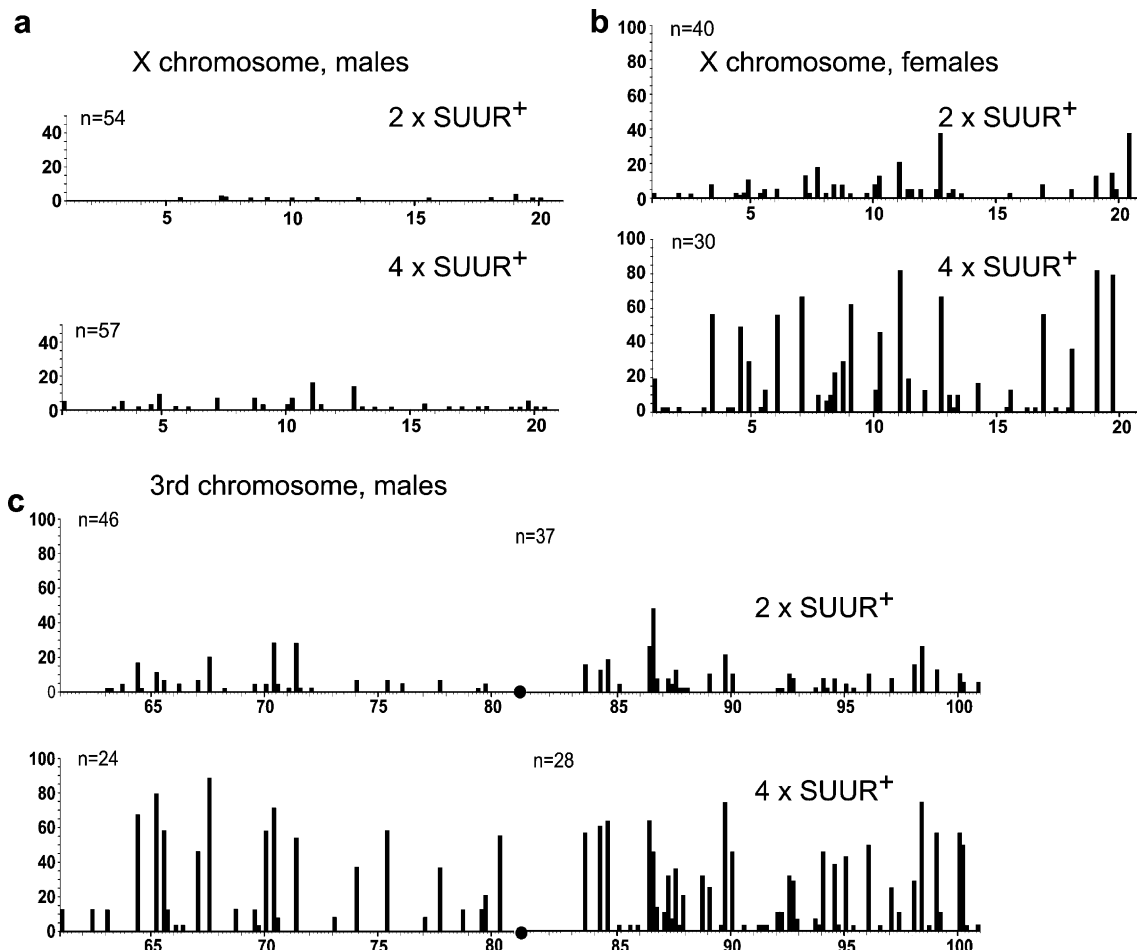 a
X chromosome, males
n=54
2 x SUUR+
40
20
0
5 10 15 20
4 x SUUR+
n=57
40
20
0
5 10 15 20
b
n=40
X chromosome, females
2 x SUUR+
100
80
60
40
20
0
5 10 15 20
n=30
4 x SUUR+
100
80
60
40
20
0
5 10 15 20
c
3rd chromosome, males
n=46
n=37
2 x SUUR+
100
80
60
40
20
0
65 70 75 80 85 90 95 100
n=24
n=28
4 x SUUR+
100
80
60
40
20
0
65 70 75 80 85 90 95 100